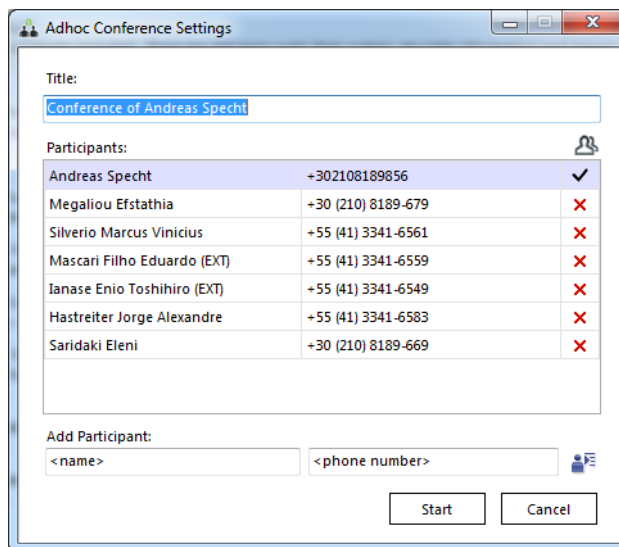 Adhoc Conference Settings
Title:
Conference of Andreas Specht
Participants:
Andreas Specht +302108189856
Megaliou Efstathia +30 (210) 8189-679
Silverio Marcus Vinicius +55 (41) 3341-6561
Mascari Filho Eduardo (EXT) +55 (41) 3341-6559
Ianase Enio Toshihiro (EXT) +55 (41) 3341-6549
Hastreiter Jorge Alexandre +55 (41) 3341-6583
Saridaki Eleni +30 (210) 8189-669
Add Participant:
<name> <phone number>
Start Cancel